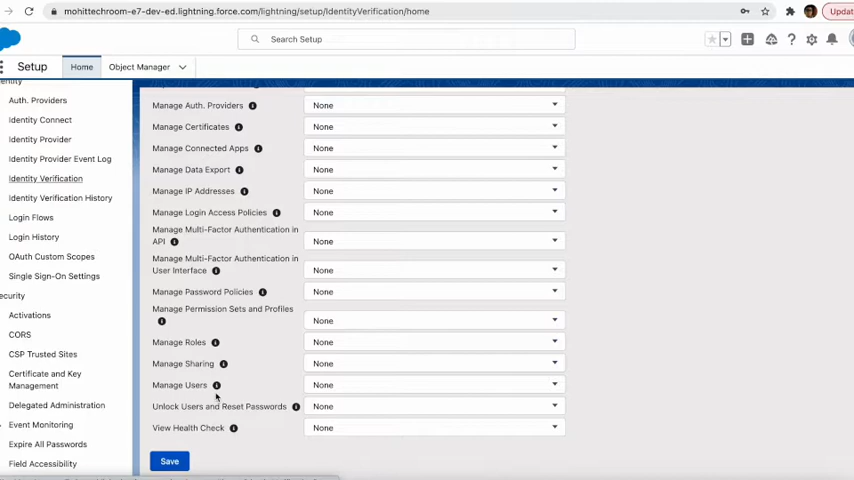 mohittechroom-e7-dev-ed.lightning.force.com/lightning/setup/IdentityVerification/home
Search Setup
Setup
Home
Object Manager
Auth. Providers
Identity Connect
Identity Provider
Identity Provider Event Log
Identity Verification
Identity Verification History
Login Flows
Login History
OAuth Custom Scopes
Single Sign-On Settings
Activations
CORS
CSP Trusted Sites
Certificate and Key
Management
Delegated Administration
Event Monitoring
Expire All Passwords
Field Accessibility
Manage Auth. Providers None
Manage Certificates None
Manage Connected Apps None
Manage Data Export None
Manage IP Addresses None
Manage Login Access Policies None
Manage Multi-Factor Authentication in
API None
Manage Multi-Factor Authentication in
User Interface None
Manage Password Policies None
Manage Permission Sets and Profiles
None
Manage Roles None
Manage Sharing None
Manage Users None
Unlock Users and Reset Passwords None
View Health Check None
Save